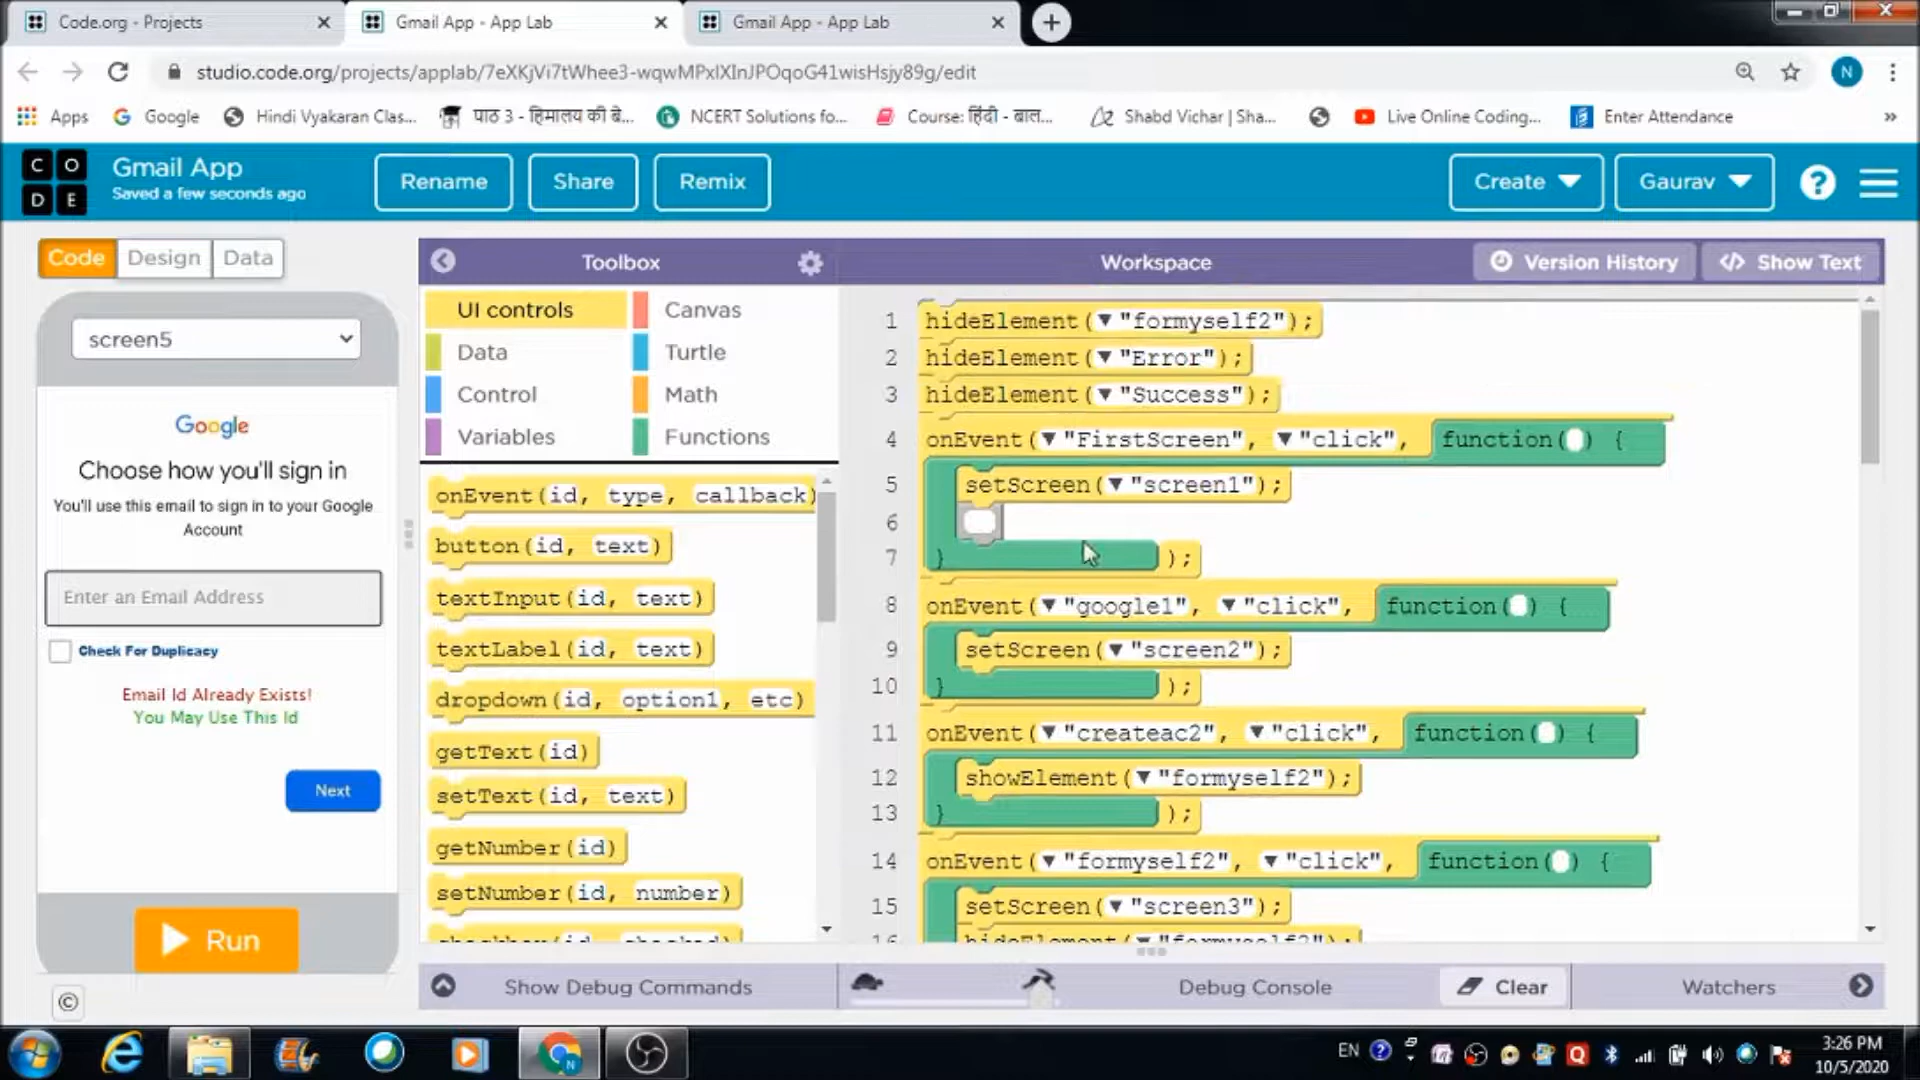 Code.org - Projects
Gmail App - App Lab
Gmail App - App Lab
studio.code.org/projects/applab/7eXKjVi7tWhee3-wqwMPxlXInJPOqoG41wisHsjy89g/edit
N
Apps
Google
Hindi Vyakaran Clas...
पाठ 3 - हिमालय की बे...
NCERT Solutions fo...
Course: हिंदी - बाल...
Shabd Vichar | Sha...
Live Online Coding...
Enter Attendance
»
C O D E
Gmail App
Saved a few seconds ago
Rename
Share
Remix
Create
Gaurav
?
Code
Design
Data
Toolbox
Workspace
Version History
</> Show Text
screen5
Google
Choose how you'll sign in
You'll use this email to sign in to your Google
Account
Enter an Email Address
Check For Duplicacy
Email Id Already Exists!
You May Use This Id
Next
Run
©
UI controls
Canvas
Data
Turtle
Control
Math
Variables
Functions
onEvent(id, type, callback)
button(id, text)
textInput(id, text)
textLabel(id, text)
dropdown(id, option1, etc)
getText(id)
setText(id, text)
getNumber(id)
setNumber(id, number)
1 hideElement(▼"formyself2");
2 hideElement(▼"Error");
3 hideElement(▼"Success");
4 onEvent(▼"FirstScreen", ▼"click", function( ) {
5 setScreen(▼"screen1");
6
7 } );
8 onEvent(▼"google1", ▼"click", function( ) {
9 setScreen(▼"screen2");
10 } );
11 onEvent(▼"createac2", ▼"click", function( ) {
12 showElement(▼"formyself2");
13 } );
14 onEvent(▼"formyself2", ▼"click", function( ) {
15 setScreen(▼"screen3");
16 hideElement(▼"formyself2");
Show Debug Commands
Debug Console
Clear
Watchers
EN
3:26 PM
10/5/2020